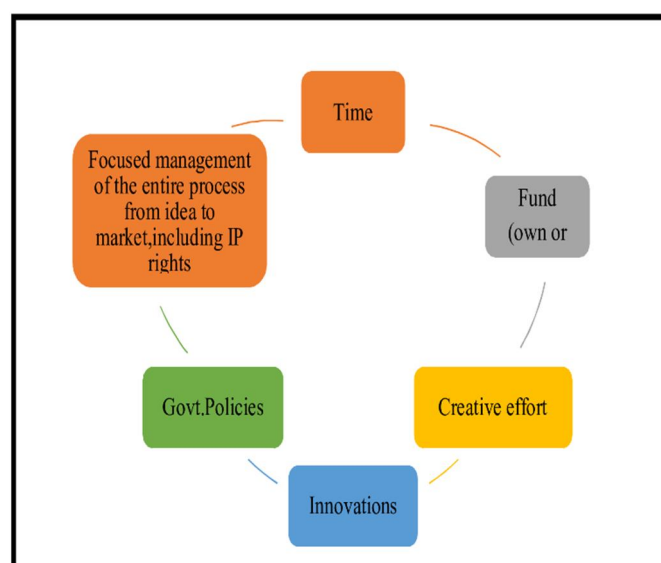 Time
Fund
(own or
Creative effort
Innovations
Govt.Policies
Focused management
of the entire process
from idea to
market,including IP
rights